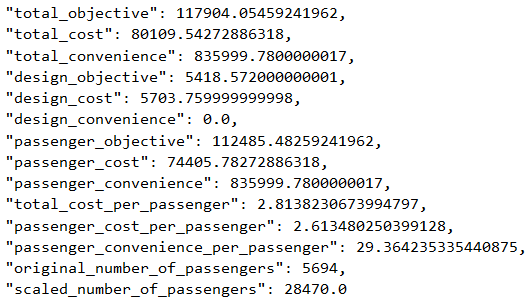 "total_objective": 117904.05459241962,
"total_cost": 80109.54272886318,
"total_convenience": 835999.7800000017,
"design_objective": 5418.572000000001,
"design_cost": 5703.759999999998,
"design_convenience": 0.0,
"passenger_objective": 112485.48259241962,
"passenger_cost": 74405.78272886318,
"passenger_convenience": 835999.7800000017,
"total_cost_per_passenger": 2.8138230673994797,
"passenger_cost_per_passenger": 2.613480250399128,
"passenger_convenience_per_passenger": 29.364235335440875,
"original_number_of_passengers": 5694,
"scaled_number_of_passengers": 28470.0